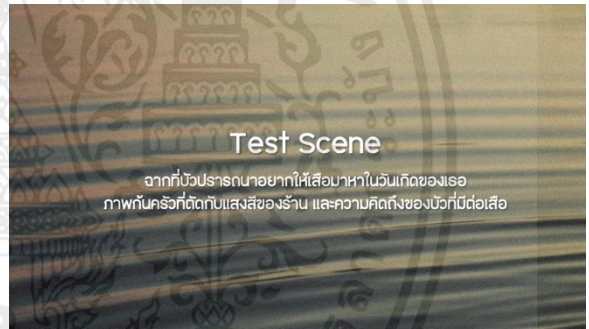 Test Scene
ฉากที่บัวปรารถนาอยากให้เสือมาหาในวันเกิดของเธอ
ภาพก้นครัวที่ตัดกับแสงสีของร้าน และความคิดถึงของบัวที่มีต่อเสือ